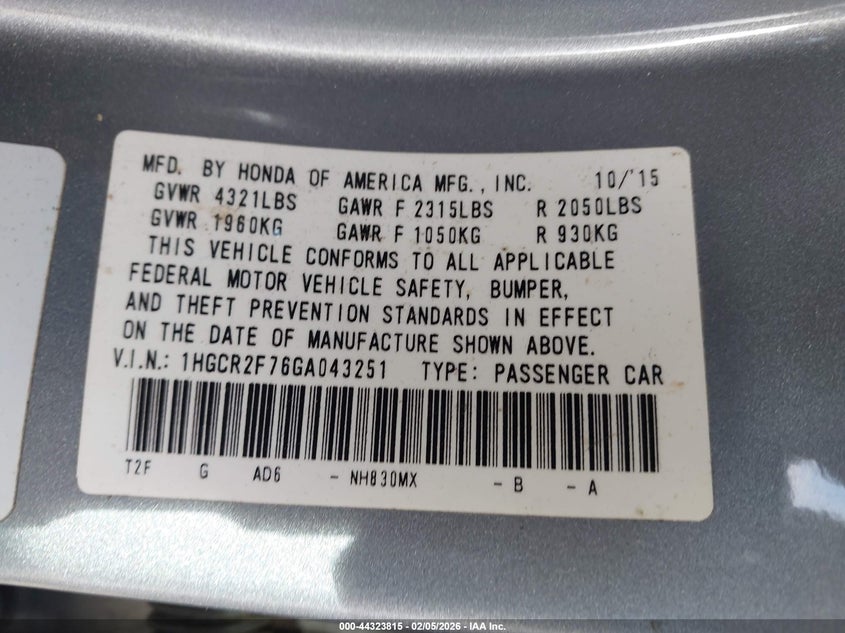 MFD. BY HONDA OF AMERICA MFG., INC. 10/'15
GVWR 4321LBS GAWR F 2315LBS R 2050LBS
GVWR 1960KG GAWR F 1050KG R 930KG
THIS VEHICLE CONFORMS TO ALL APPLICABLE
FEDERAL MOTOR VEHICLE SAFETY, BUMPER,
AND THEFT PREVENTION STANDARDS IN EFFECT
ON THE DATE OF MANUFACTURE SHOWN ABOVE.
V.I.N.: 1HGCR2F76GA043251 TYPE: PASSENGER CAR
T2F G AD6 - NH830MX - B - A
000-44323815 - 02/05/2026 - IAA Inc.